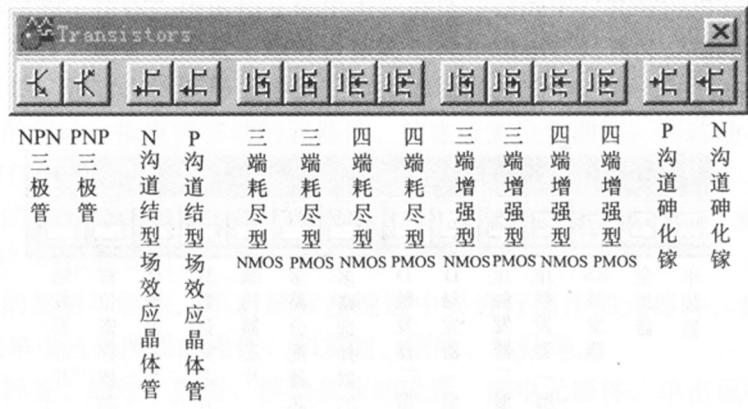 Transistors
NPN三极管
PNP三极管
N沟道结型场效应晶体管
P沟道结型场效应晶体管
三端耗尽型NMOS
三端耗尽型PMOS
四端耗尽型NMOS
四端耗尽型PMOS
三端增强型NMOS
三端增强型PMOS
四端增强型NMOS
四端增强型PMOS
P沟道砷化镓
N沟道砷化镓